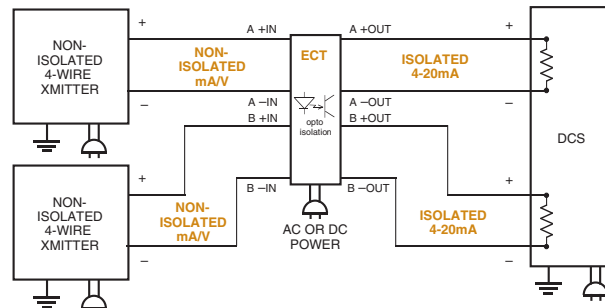 + A +IN A +OUT +
NON-
ISOLATED
4-WIRE
XMITTER
NON-
ISOLATED
mA/V
ECT
ISOLATED
4-20mA
– A –IN A –OUT –
B +IN B +OUT
opto
isolation
DCS
+ +
NON-
ISOLATED
4-WIRE
XMITTER
NON-
ISOLATED
mA/V
B –IN B –OUT
AC OR DC
POWER
ISOLATED
4-20mA
– –